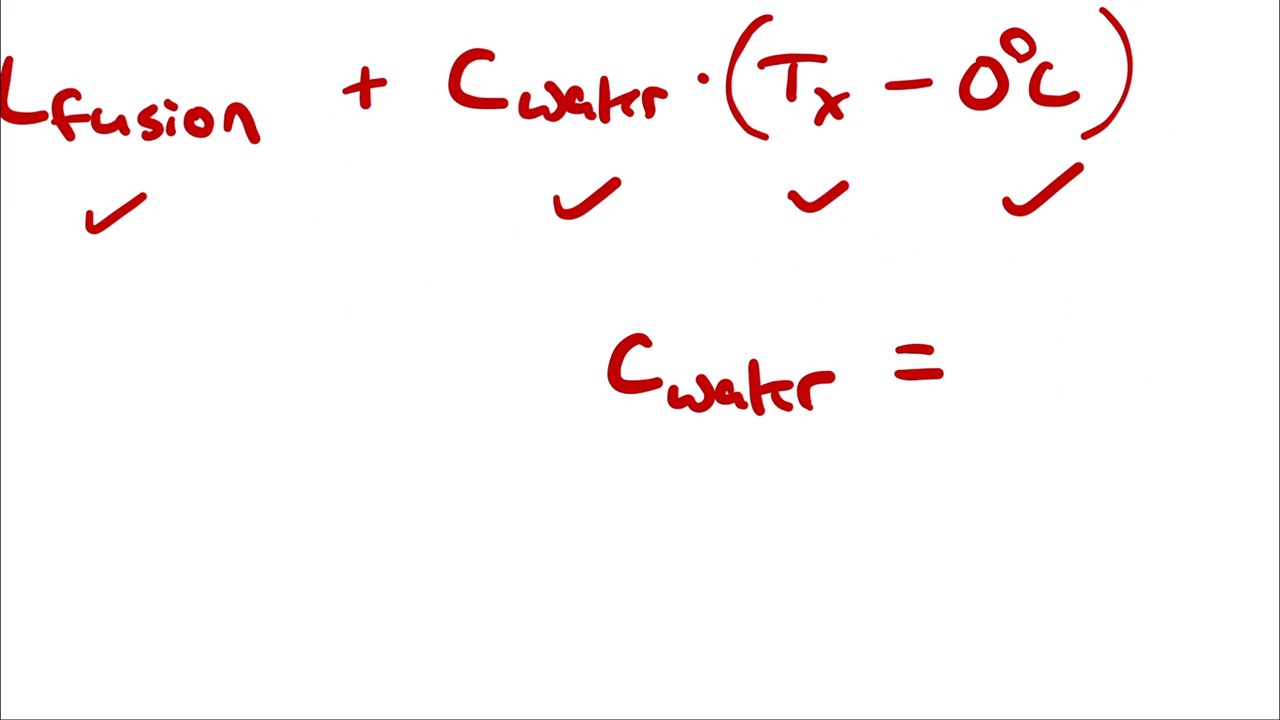 Lfusion + Cwater · (Tx - 0°C)
✓ ✓ ✓ ✓
Cwater =